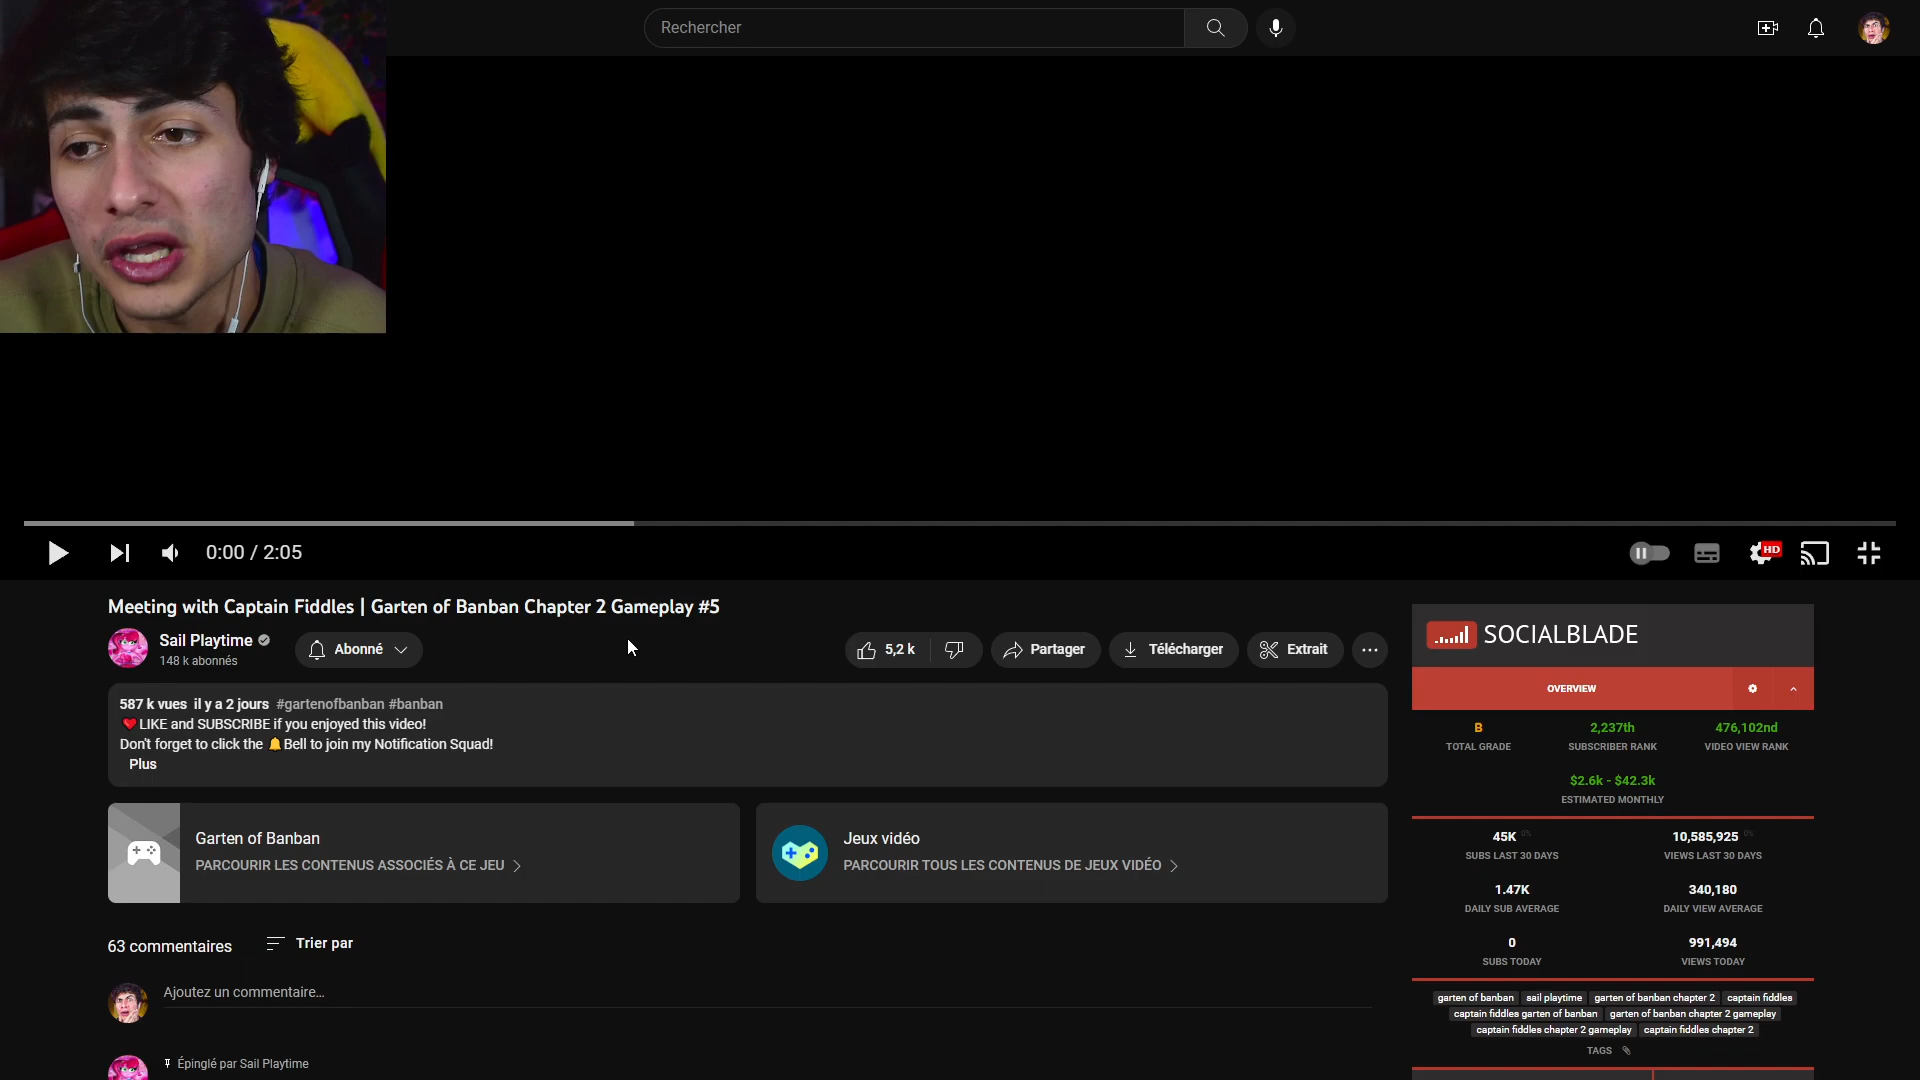 Rechercher
0:00 / 2:05
HD
Meeting with Captain Fiddles | Garten of Banban Chapter 2 Gameplay #5
Sail Playtime
148 k abonnés
Abonné
5,2 k
Partager
Télécharger
Extrait
587 k vues il y a 2 jours #gartenofbanban #banban
❤️LIKE and SUBSCRIBE if you enjoyed this video!
Don't forget to click the 🔔Bell to join my Notification Squad!
Plus
Garten of Banban
PARCOURIR LES CONTENUS ASSOCIÉS À CE JEU
Jeux vidéo
PARCOURIR TOUS LES CONTENUS DE JEUX VIDÉO
63 commentaires
Trier par
Ajoutez un commentaire...
Épinglé par Sail Playtime
SOCIALBLADE
OVERVIEW
B
TOTAL GRADE
2,237th
SUBSCRIBER RANK
476,102nd
VIDEO VIEW RANK
$2.6k - $42.3k
ESTIMATED MONTHLY
45K 0%
SUBS LAST 30 DAYS
10,585,925 0%
VIEWS LAST 30 DAYS
1.47K
DAILY SUB AVERAGE
340,180
DAILY VIEW AVERAGE
0
SUBS TODAY
991,494
VIEWS TODAY
garten of banban sail playtime garten of banban chapter 2 captain fiddles
captain fiddles garten of banban garten of banban chapter 2 gameplay
captain fiddles chapter 2 gameplay captain fiddles chapter 2
TAGS